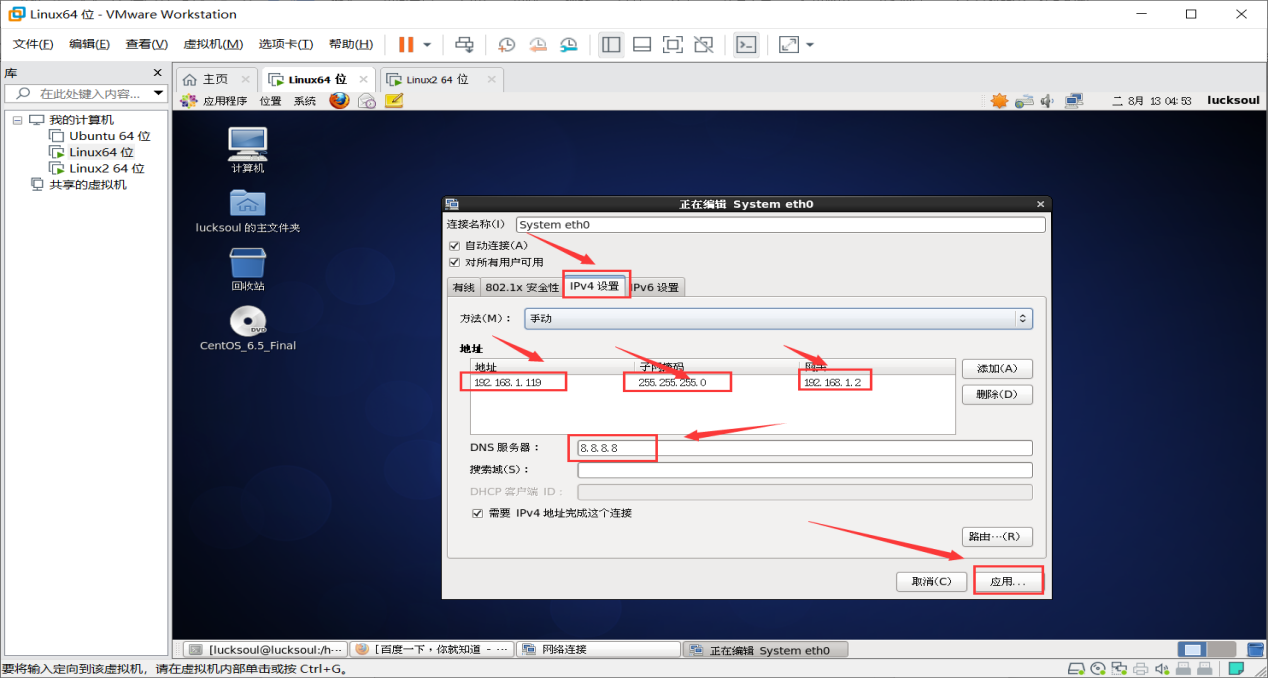 Linux64 位 - VMware Workstation
文件(F) 编辑(E) 查看(V) 虚拟机(M) 选项卡(T) 帮助(H)
库
在此处键入内容...
我的计算机
Ubuntu 64 位
Linux64 位
Linux2 64 位
共享的虚拟机
主页 Linux64 位 Linux2 64 位
应用程序 位置 系统
二 8月 13 04:53 lucksoul
计算机
lucksoul 的主文件夹
回收站
DVD
CentOS_6.5_Final
正在编辑 System eth0
连接名称(I) System eth0
自动连接(A)
对所有用户可用
有线 802.1x 安全性 IPv4 设置 IPv6 设置
方法(M)： 手动
地址
地址 子网掩码 网关
192.168.1.119 255.255.255.0 192.168.1.2
添加(A)
删除(D)
DNS 服务器： 8.8.8.8
搜索域(S)：
DHCP 客户端 ID：
需要 IPv4 地址完成这个连接
路由…(R)
取消(C) 应用...
[lucksoul@lucksoul:/h… [百度一下，你就知道 - … 网络连接 正在编辑 System eth0
要将输入定向到该虚拟机，请在虚拟机内部单击或按 Ctrl+G。